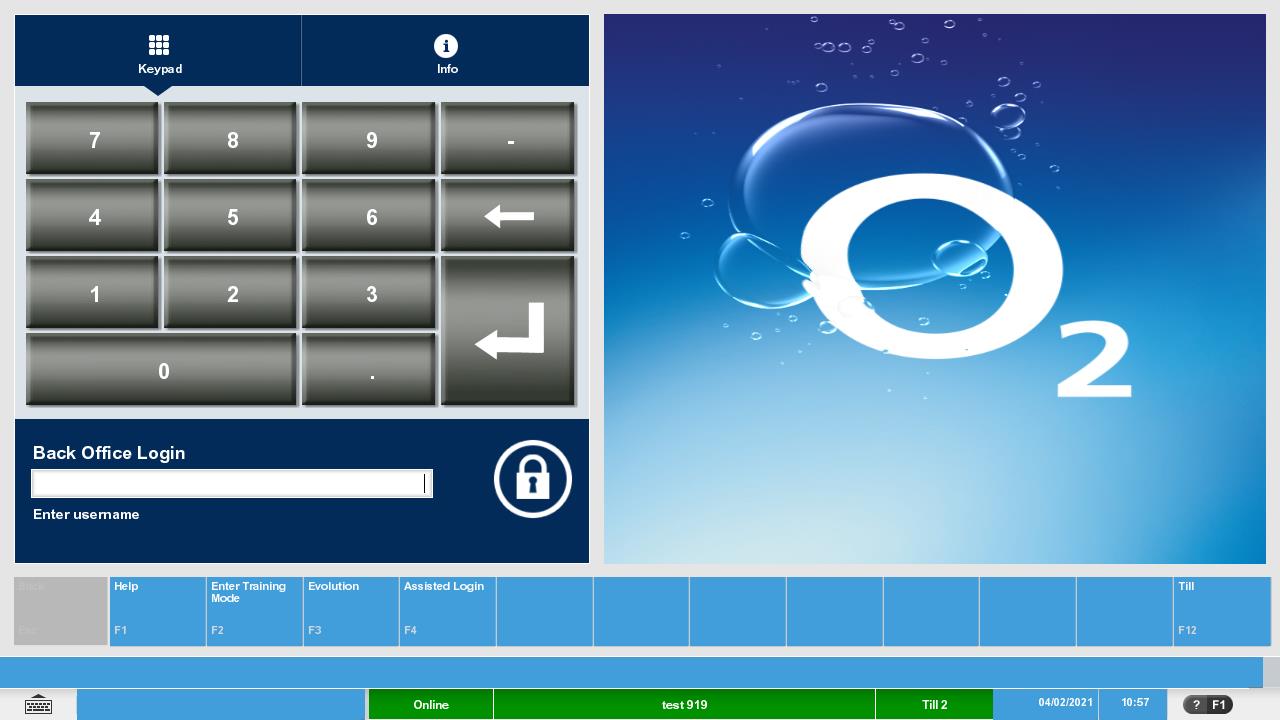 Keypad
Info
7
8
9
-
4
5
6
1
2
3
0
.
O2
Back Office Login
Enter username
Back
Esc
Help
F1
Enter Training
Mode
F2
Evolution
F3
Assisted Login
F4
Till
F12
Online
test 919
Till 2
04/02/2021
10:57
? F1